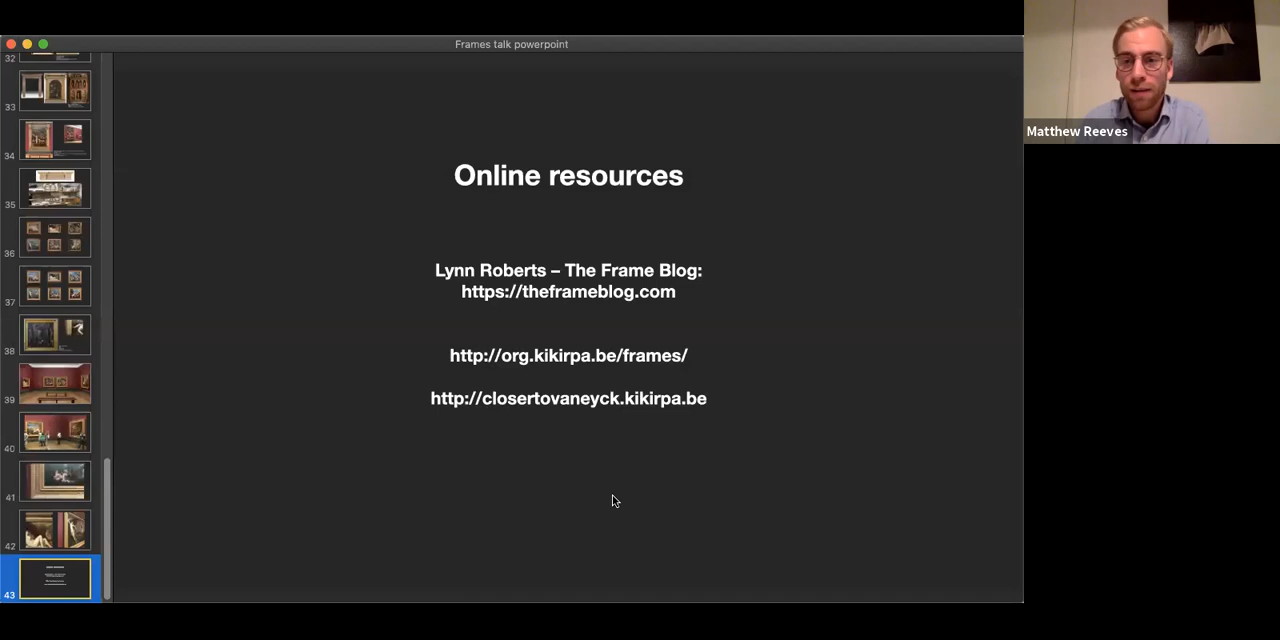 Frames talk powerpoint
32
33
34
35
36
37
38
39
40
41
42
43
Online resources
Lynn Roberts – The Frame Blog:
https://theframeblog.com
http://org.kikirpa.be/frames/
http://closertovaneyck.kikirpa.be
Matthew Reeves